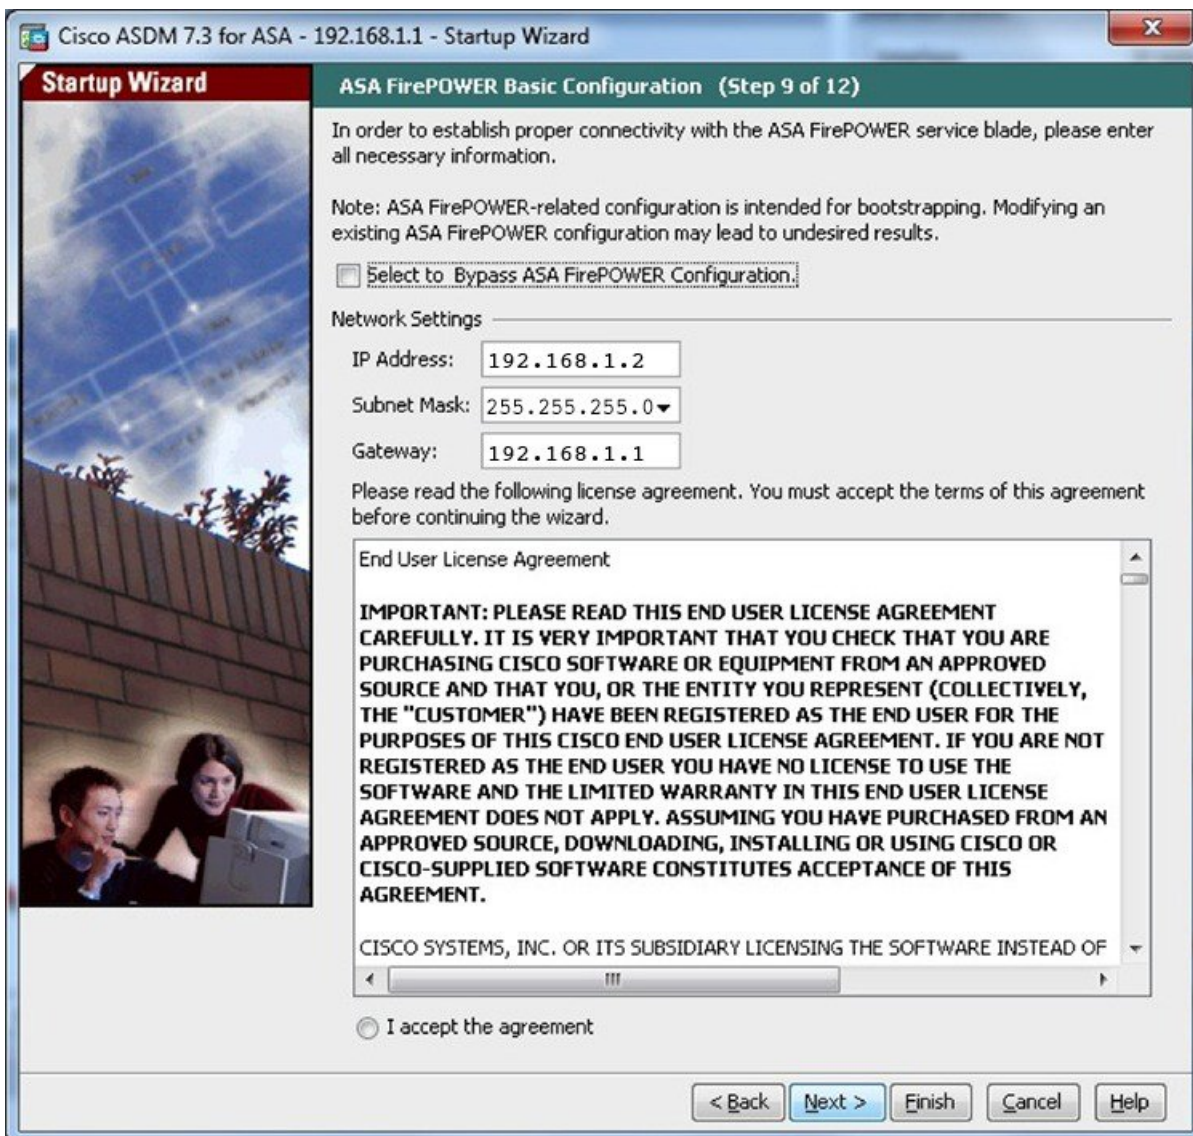 Cisco ASDM 7.3 for ASA - 192.168.1.1 - Startup Wizard
Startup Wizard
ASA FirePOWER Basic Configuration (Step 9 of 12)
In order to establish proper connectivity with the ASA FirePOWER service blade, please enter
all necessary information.
Note: ASA FirePOWER-related configuration is intended for bootstrapping. Modifying an
existing ASA FirePOWER configuration may lead to undesired results.
Select to Bypass ASA FirePOWER Configuration.
Network Settings
IP Address: 192.168.1.2
Subnet Mask: 255.255.255.0
Gateway: 192.168.1.1
Please read the following license agreement. You must accept the terms of this agreement
before continuing the wizard.
End User License Agreement
IMPORTANT: PLEASE READ THIS END USER LICENSE AGREEMENT
CAREFULLY. IT IS VERY IMPORTANT THAT YOU CHECK THAT YOU ARE
PURCHASING CISCO SOFTWARE OR EQUIPMENT FROM AN APPROVED
SOURCE AND THAT YOU, OR THE ENTITY YOU REPRESENT (COLLECTIVELY,
THE "CUSTOMER") HAVE BEEN REGISTERED AS THE END USER FOR THE
PURPOSES OF THIS CISCO END USER LICENSE AGREEMENT. IF YOU ARE NOT
REGISTERED AS THE END USER YOU HAVE NO LICENSE TO USE THE
SOFTWARE AND THE LIMITED WARRANTY IN THIS END USER LICENSE
AGREEMENT DOES NOT APPLY. ASSUMING YOU HAVE PURCHASED FROM AN
APPROVED SOURCE, DOWNLOADING, INSTALLING OR USING CISCO OR
CISCO-SUPPLIED SOFTWARE CONSTITUTES ACCEPTANCE OF THIS
AGREEMENT.
CISCO SYSTEMS, INC. OR ITS SUBSIDIARY LICENSING THE SOFTWARE INSTEAD OF
I accept the agreement
< Back Next > Finish Cancel Help